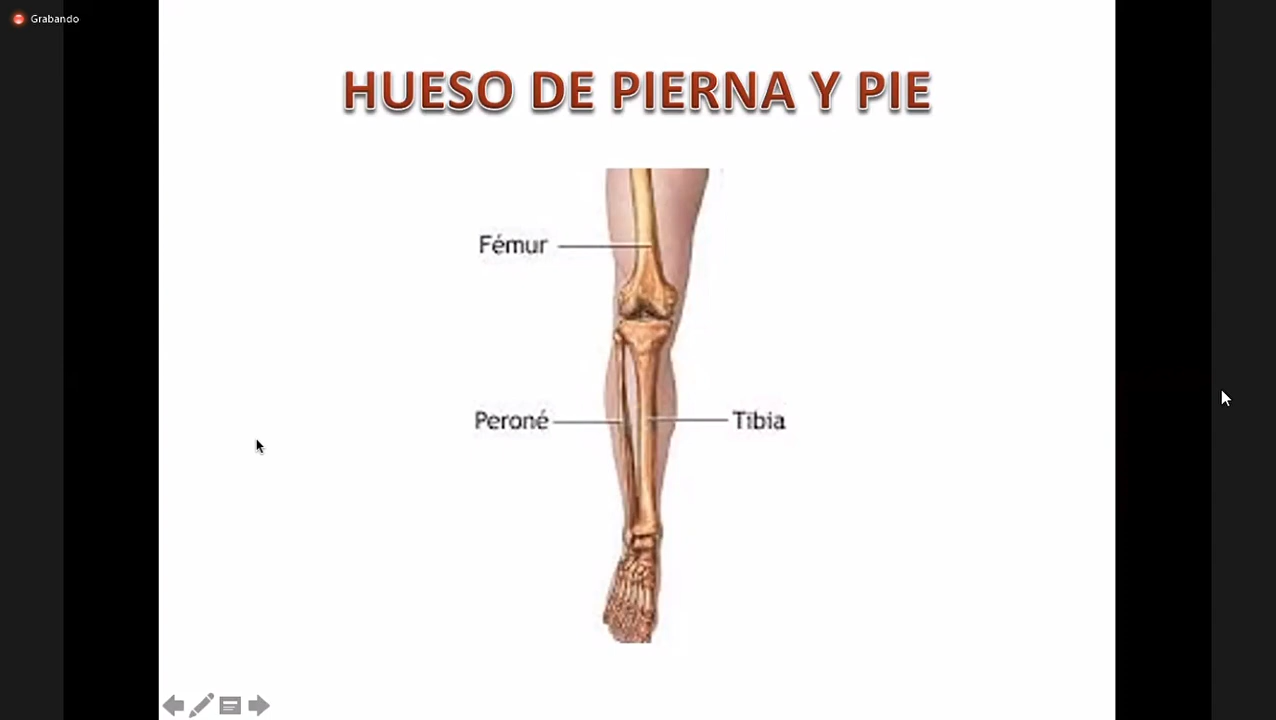 Grabando
HUESO DE PIERNA Y PIE
Fémur
Peroné
Tibia